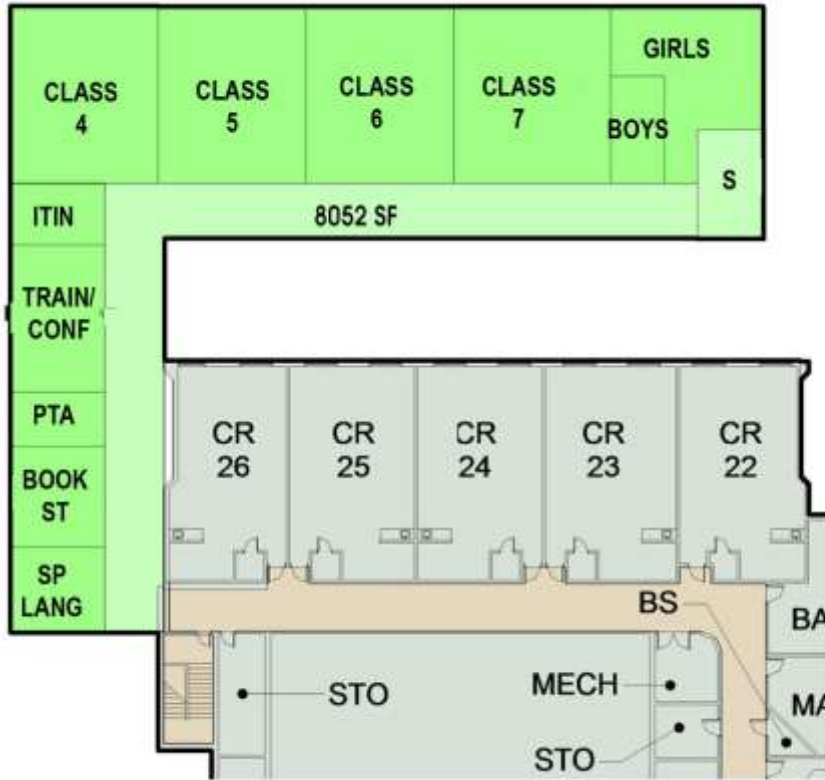 CLASS
4
CLASS
5
CLASS
6
CLASS
7
GIRLS
BOYS
S
ITIN
8052 SF
TRAIN/
CONF
PTA
BOOK
ST
SP
LANG
CR
26
CR
25
CR
24
CR
23
CR
22
BS
BA
STO
MECH
MA
STO